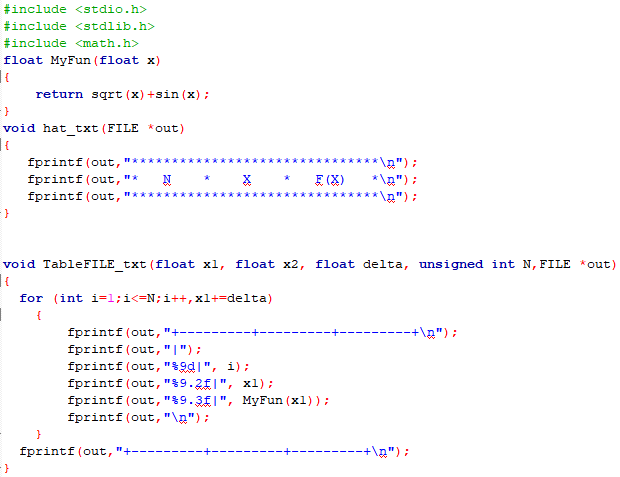 #include <stdio.h>
#include <stdlib.h>
#include <math.h>
float MyFun(float x)
{
    return sqrt(x)+sin(x);
}
void hat_txt(FILE *out)
{
   fprintf(out,"*******************************\n");
   fprintf(out,"*   N    *    X    *   F(X)   *\n");
   fprintf(out,"*******************************\n");
}
void TableFILE_txt(float x1, float x2, float delta, unsigned int N,FILE *out)
{
  for (int i=1;i<=N;i++,x1+=delta)
    {
        fprintf(out,"+---------+---------+---------+\n");
        fprintf(out,"|");
        fprintf(out,"%9d|", i);
        fprintf(out,"%9.2f|", x1);
        fprintf(out,"%9.3f|", MyFun(x1));
        fprintf(out,"\n");
    }
  fprintf(out,"+---------+---------+---------+\n");
}